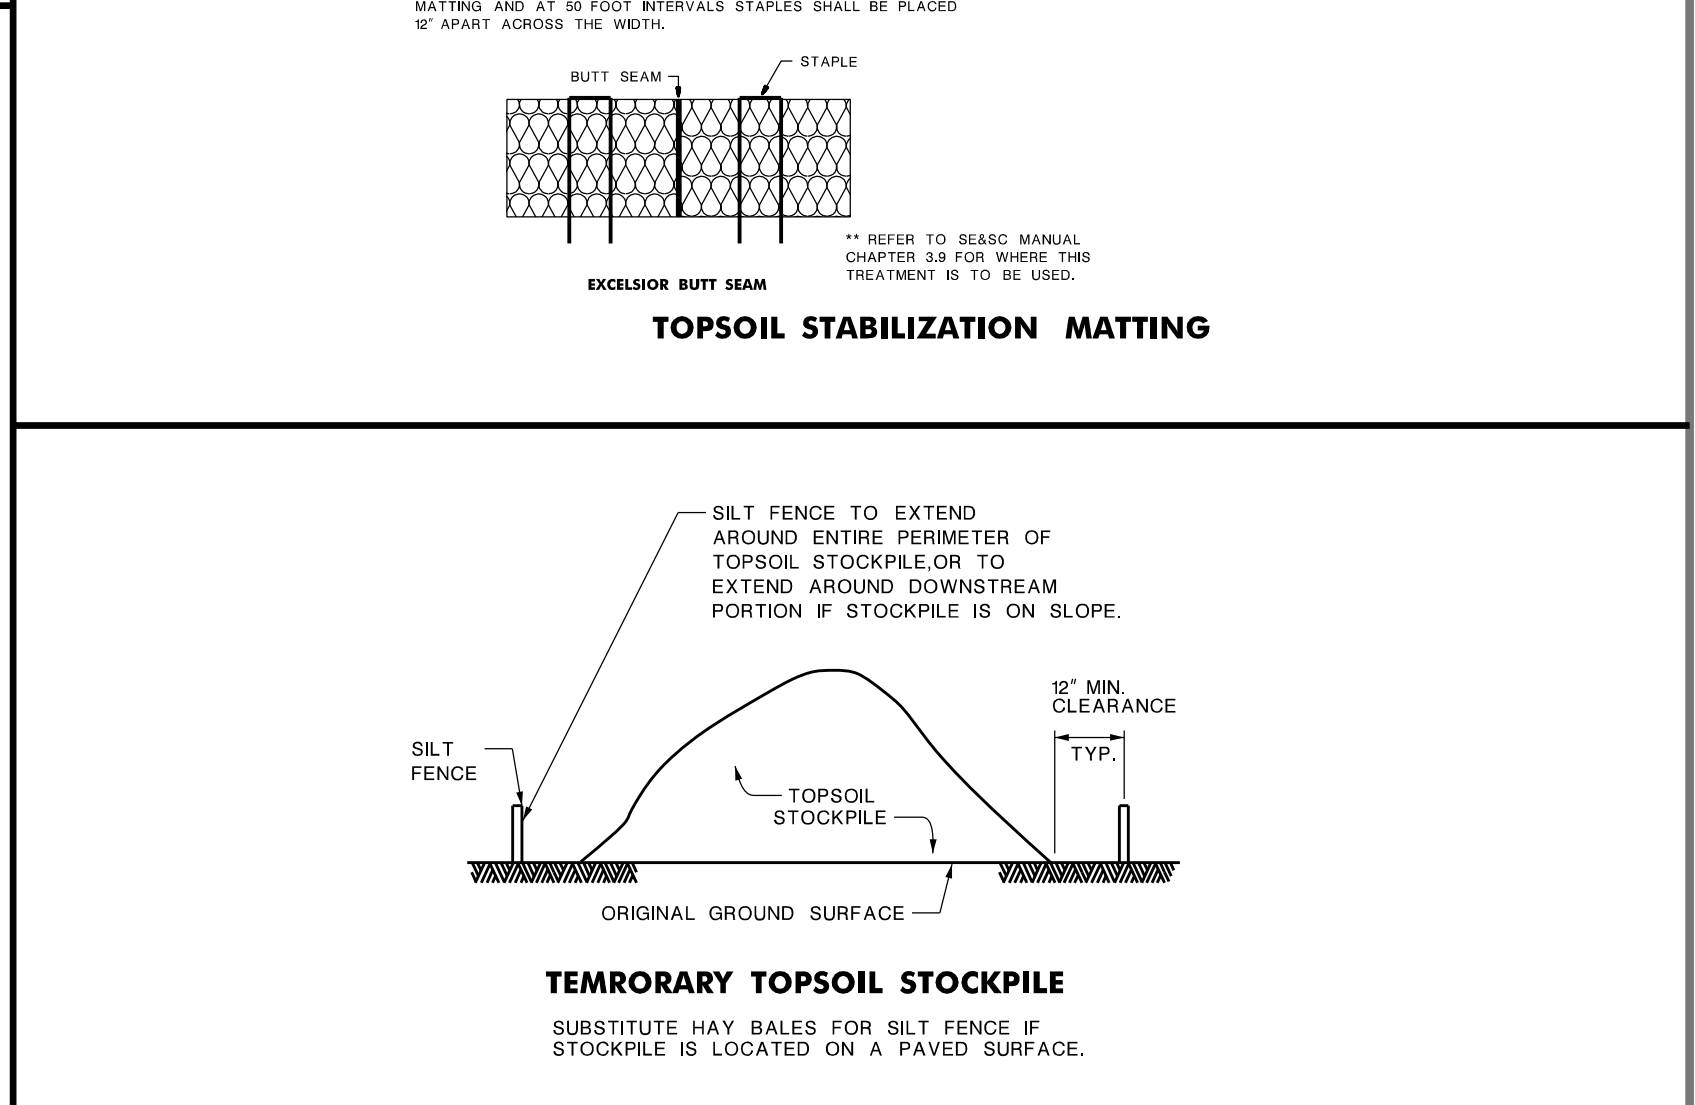 MATTING AND AT 50 FOOT INTERVALS STAPLES SHALL BE PLACED
12" APART ACROSS THE WIDTH.
STAPLE
BUTT SEAM
** REFER TO SE&SC MANUAL
CHAPTER 3.9 FOR WHERE THIS
TREATMENT IS TO BE USED.
EXCELSIOR BUTT SEAM
TOPSOIL STABILIZATION MATTING
SILT FENCE TO EXTEND
AROUND ENTIRE PERIMETER OF
TOPSOIL STOCKPILE,OR TO
EXTEND AROUND DOWNSTREAM
PORTION IF STOCKPILE IS ON SLOPE.
12" MIN.
CLEARANCE
TYP.
SILT
FENCE
TOPSOIL
STOCKPILE
ORIGINAL GROUND SURFACE
TEMRORARY TOPSOIL STOCKPILE
SUBSTITUTE HAY BALES FOR SILT FENCE IF
STOCKPILE IS LOCATED ON A PAVED SURFACE.